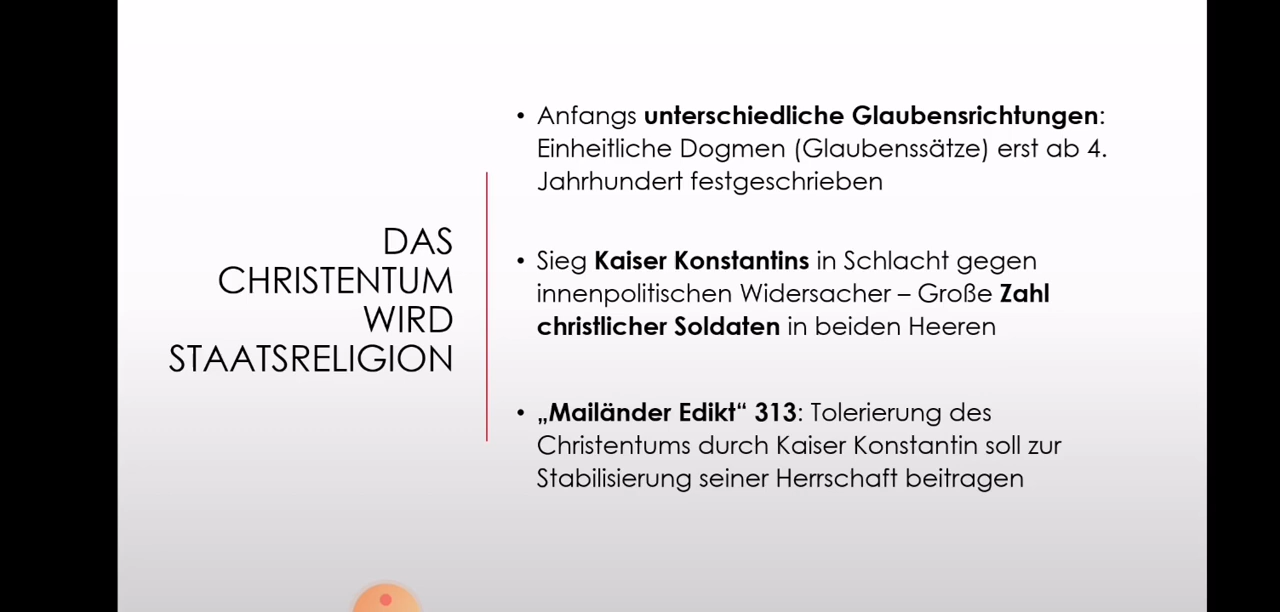 DAS
CHRISTENTUM
WIRD
STAATSRELIGION
• Anfangs unterschiedliche Glaubensrichtungen:
Einheitliche Dogmen (Glaubenssätze) erst ab 4.
Jahrhundert festgeschrieben
• Sieg Kaiser Konstantins in Schlacht gegen
innenpolitischen Widersacher – Große Zahl
christlicher Soldaten in beiden Heeren
• „Mailänder Edikt“ 313: Tolerierung des
Christentums durch Kaiser Konstantin soll zur
Stabilisierung seiner Herrschaft beitragen